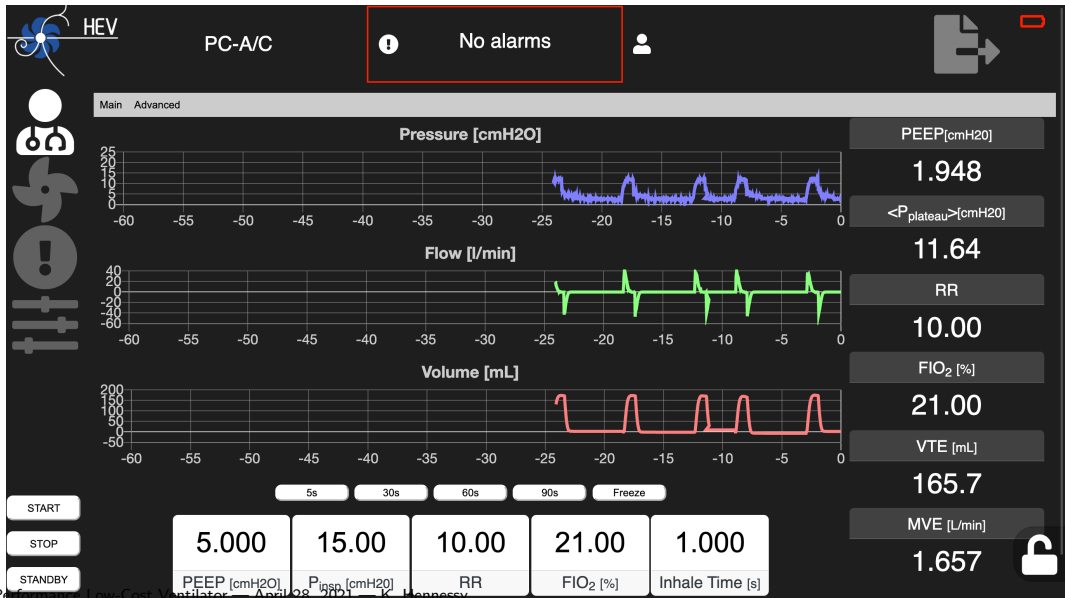 HEV
PC-A/C
No alarms
Main Advanced
Pressure [cmH2O]
25
20
15
10
5
0
-60 -55 -50 -45 -40 -35 -30 -25 -20 -15 -10 -5 0
Flow [l/min]
40
20
0
-20
-40
-60
-60 -55 -50 -45 -40 -35 -30 -25 -20 -15 -10 -5 0
Volume [mL]
200
150
100
50
0
-50
-60 -55 -50 -45 -40 -35 -30 -25 -20 -15 -10 -5 0
PEEP[cmH20]
1.948
<Pplateau>[cmH20]
11.64
RR
10.00
FIO2 [%]
21.00
VTE [mL]
165.7
MVE [L/min]
1.657
5s 30s 60s 90s Freeze
START
STOP
STANDBY
5.000 15.00 10.00 21.00 1.000
PEEP [cmH2O] Pinsp [cmH20] RR FIO2 [%] Inhale Time [s]
Performance Low-Cost Ventilator — April 28, 2021 — K. Hennessy